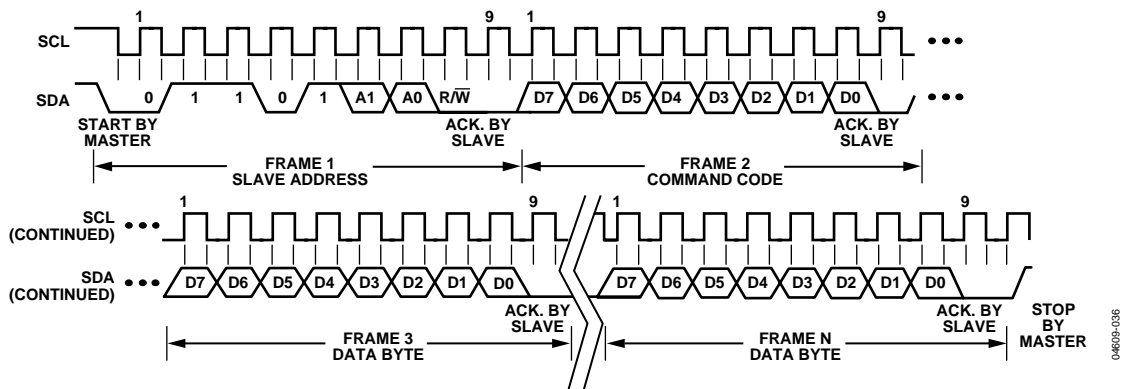 1 9 1 9
SCL
SDA 0 1 1 0 1 A1 A0 R/W̅ D7 D6 D5 D4 D3 D2 D1 D0
START BY MASTER
ACK. BY SLAVE
ACK. BY SLAVE
FRAME 1
SLAVE ADDRESS
FRAME 2
COMMAND CODE
1 9 1 9
SCL
(CONTINUED)
SDA
(CONTINUED)
D7 D6 D5 D4 D3 D2 D1 D0 D7 D6 D5 D4 D3 D2 D1 D0
ACK. BY
SLAVE
ACK. BY
SLAVE
STOP
BY
MASTER
FRAME 3
DATA BYTE
FRAME N
DATA BYTE
04609-036